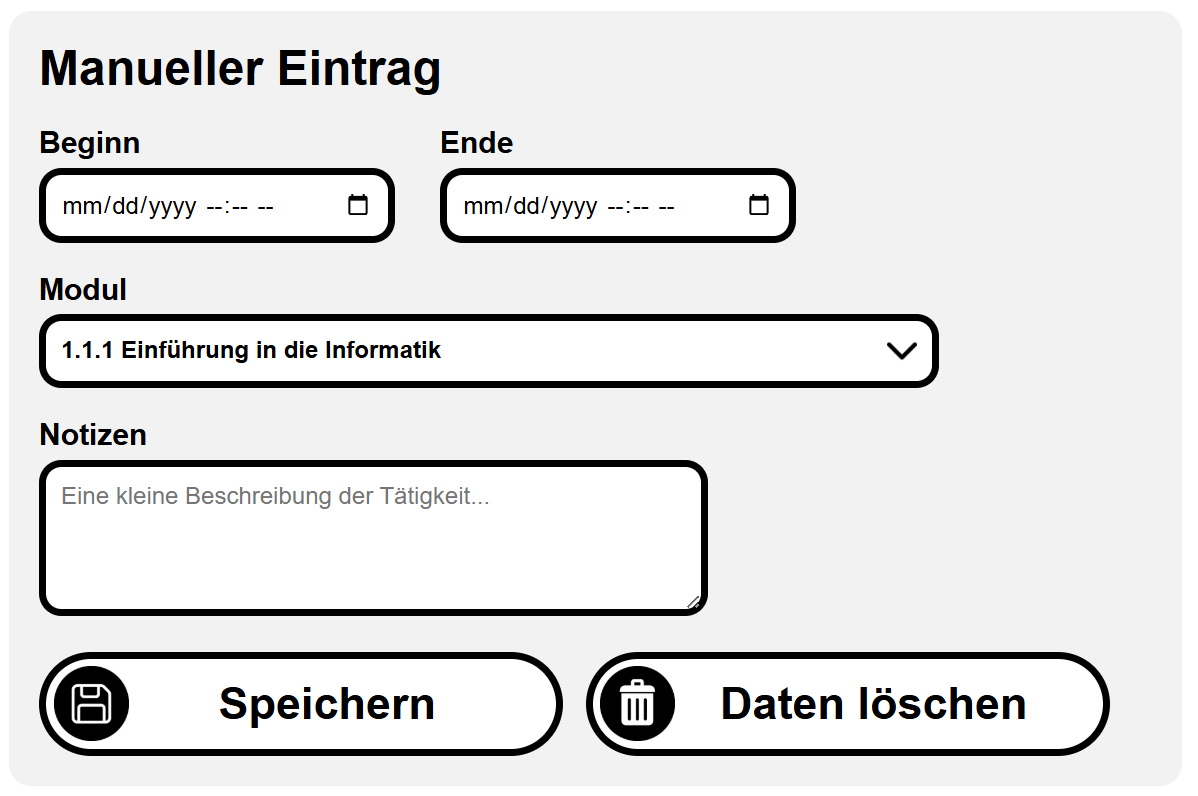 Manueller Eintrag
Beginn Ende
mm/dd/yyyy --:-- -- mm/dd/yyyy --:-- --
Modul
1.1.1 Einführung in die Informatik
Notizen
Eine kleine Beschreibung der Tätigkeit...
Speichern Daten löschen